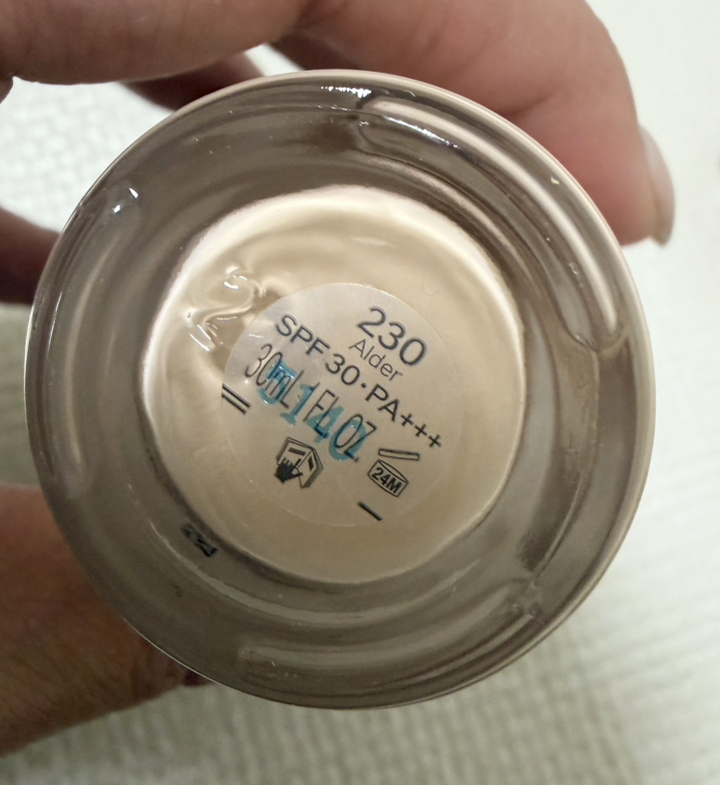 230
Alder
SPF 30·PA+++
30ml 1 FL OZ
24M